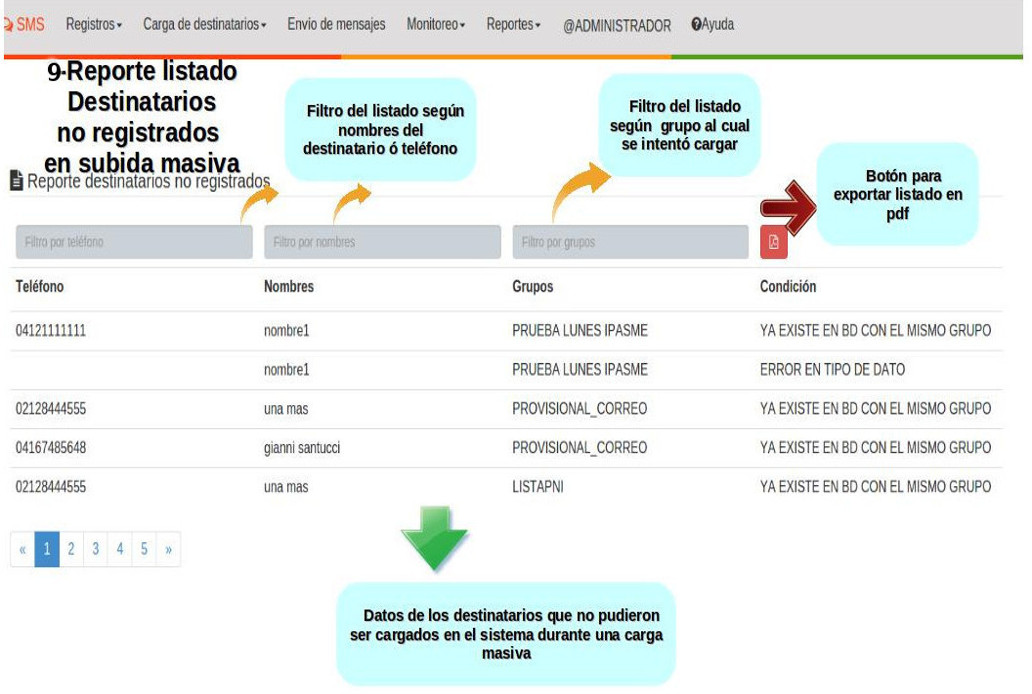 SMS Registros Carga de destinatarios Envío de mensajes Monitoreo Reportes @ADMINISTRADOR Ayuda
9-Reporte listado
Destinatarios
no registrados
en subida masiva
Filtro del listado según
nombres del
destinatario ó teléfono
Filtro del listado
según grupo al cual
se intentó cargar
Botón para
exportar listado en
pdf
Reporte destinatarios no registrados
Filtro por teléfono Filtro por nombres Filtro por grupos
Teléfono Nombres Grupos Condición
04121111111 nombre1 PRUEBA LUNES IPASME YA EXISTE EN BD CON EL MISMO GRUPO
nombre1 PRUEBA LUNES IPASME ERROR EN TIPO DE DATO
02128444555 una mas PROVISIONAL_CORREO YA EXISTE EN BD CON EL MISMO GRUPO
04167485648 gianni santucci PROVISIONAL_CORREO YA EXISTE EN BD CON EL MISMO GRUPO
02128444555 una mas LISTAPNI YA EXISTE EN BD CON EL MISMO GRUPO
« 1 2 3 4 5 »
Datos de los destinatarios que no pudieron
ser cargados en el sistema durante una carga
masiva